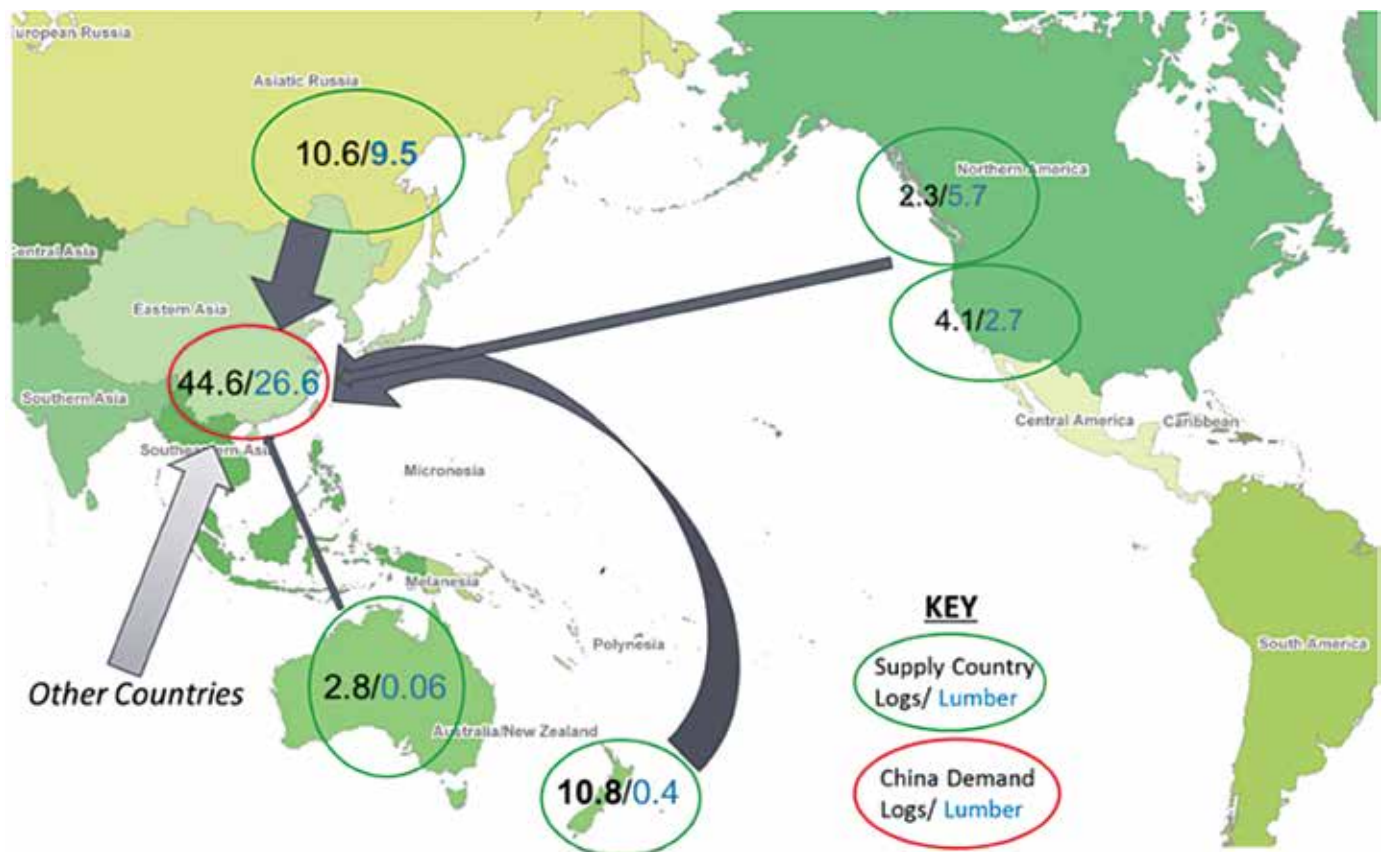 European Russia
Asiatic Russia
10.6/9.5
Northern America
2.3/5.7
Central Asia
Eastern Asia
4.1/2.7
44.6/26.6
Southern Asia
Central America
Caribbean
Southeastern Asia
Micronesia
Melanesia
KEY
Polynesia
South America
Supply Country
Logs/ Lumber
Other Countries
2.8/0.06
Australia/New Zealand
10.8/0.4
China Demand
Logs/ Lumber